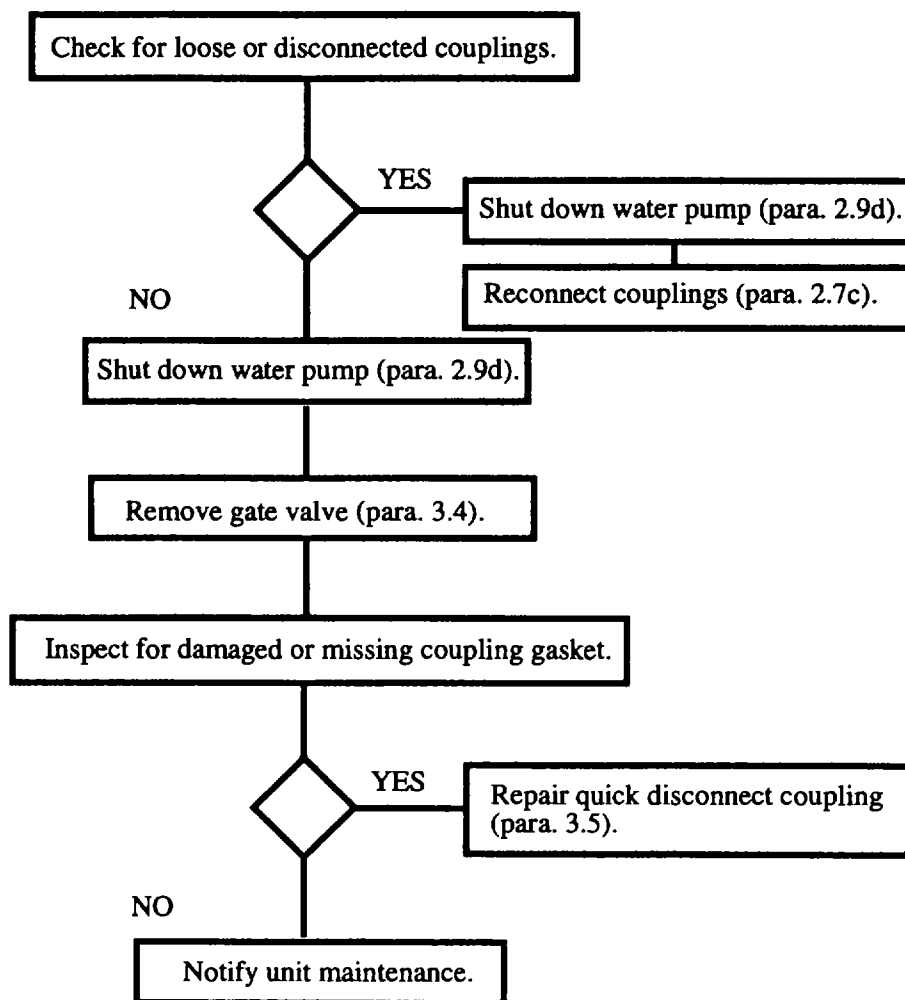 Check for loose or disconnected couplings.
YES
Shut down water pump (para. 2.9d).
Reconnect couplings (para. 2.7c).
NO
Shut down water pump (para. 2.9d).
Remove gate valve (para. 3.4).
Inspect for damaged or missing coupling gasket.
YES
Repair quick disconnect coupling
(para. 3.5).
NO
Notify unit maintenance.